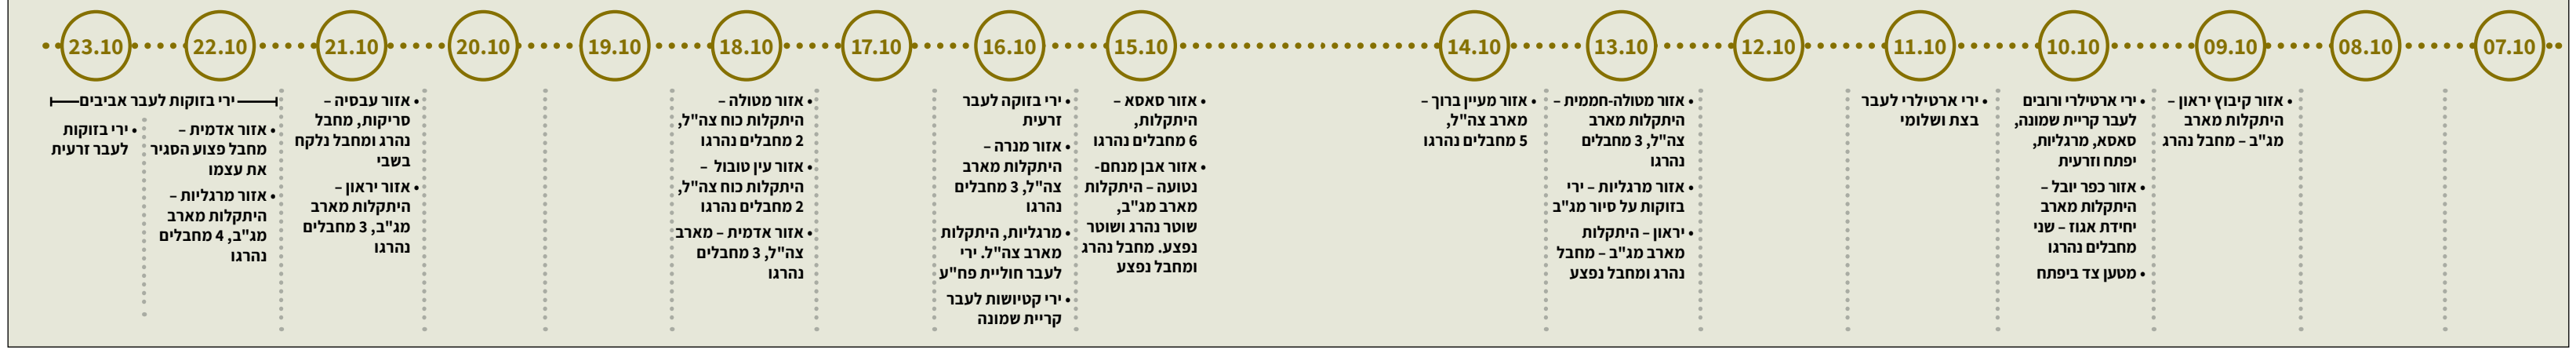 07.10
08.10
09.10
10.10
11.10
12.10
13.10
14.10
15.10
16.10
17.10
18.10
19.10
20.10
21.10
22.10
23.10
• אזור קיבוץ יראון –
היתקלות מארב
מג"ב – מחבל נהרג
• ירי ארטילרי ורובים
לעבר קריית שמונה,
סאסא, מרגליות,
יפתח וזרעית
• אזור כפר יובל –
היתקלות מארב
יחידת אגוז – שני
מחבלים נהרגו
• מטען צד ביפתח
• ירי ארטילרי לעבר
בצת ושלומי
• אזור מטולה-חממית –
היתקלות מארב
צה"ל, 3 מחבלים
נהרגו
• אזור מרגליות – ירי
בזוקות על סיור מג"ב
• יראון – היתקלות
מארב מג"ב – מחבל
נהרג ומחבל נפצע
• אזור מעיין ברוך –
מארב צה"ל,
5 מחבלים נהרגו
• אזור סאסא –
היתקלות,
6 מחבלים נהרגו
• אזור אבן מנחם-
נטועה – היתקלות
מארב מג"ב,
שוטר נהרג ושוטר
נפצע. מחבל נהרג
ומחבל נפצע
• ירי בזוקה לעבר
זרעית
• אזור מנרה –
היתקלות מארב
צה"ל, 3 מחבלים
נהרגו
• מרגליות, היתקלות
מארב צה"ל. ירי
לעבר חוליית פח"ע
• ירי קטיושות לעבר
קריית שמונה
• אזור מטולה –
היתקלות כוח צה"ל,
2 מחבלים נהרגו
• אזור עין טובול –
היתקלות כוח צה"ל,
2 מחבלים נהרגו
• אזור אדמית – מארב
צה"ל, 3 מחבלים
נהרגו
• אזור עבסיה –
סריקות, מחבל
נהרג ומחבל נלקח
בשבי
• אזור יראון –
היתקלות מארב
מג"ב, 3 מחבלים
נהרגו
ירי בזוקות לעבר אביבים
• אזור אדמית –
מחבל פצוע הסגיר
את עצמו
• אזור מרגליות –
היתקלות מארב
מג"ב, 4 מחבלים
נהרגו
• ירי בזוקות
לעבר זרעית